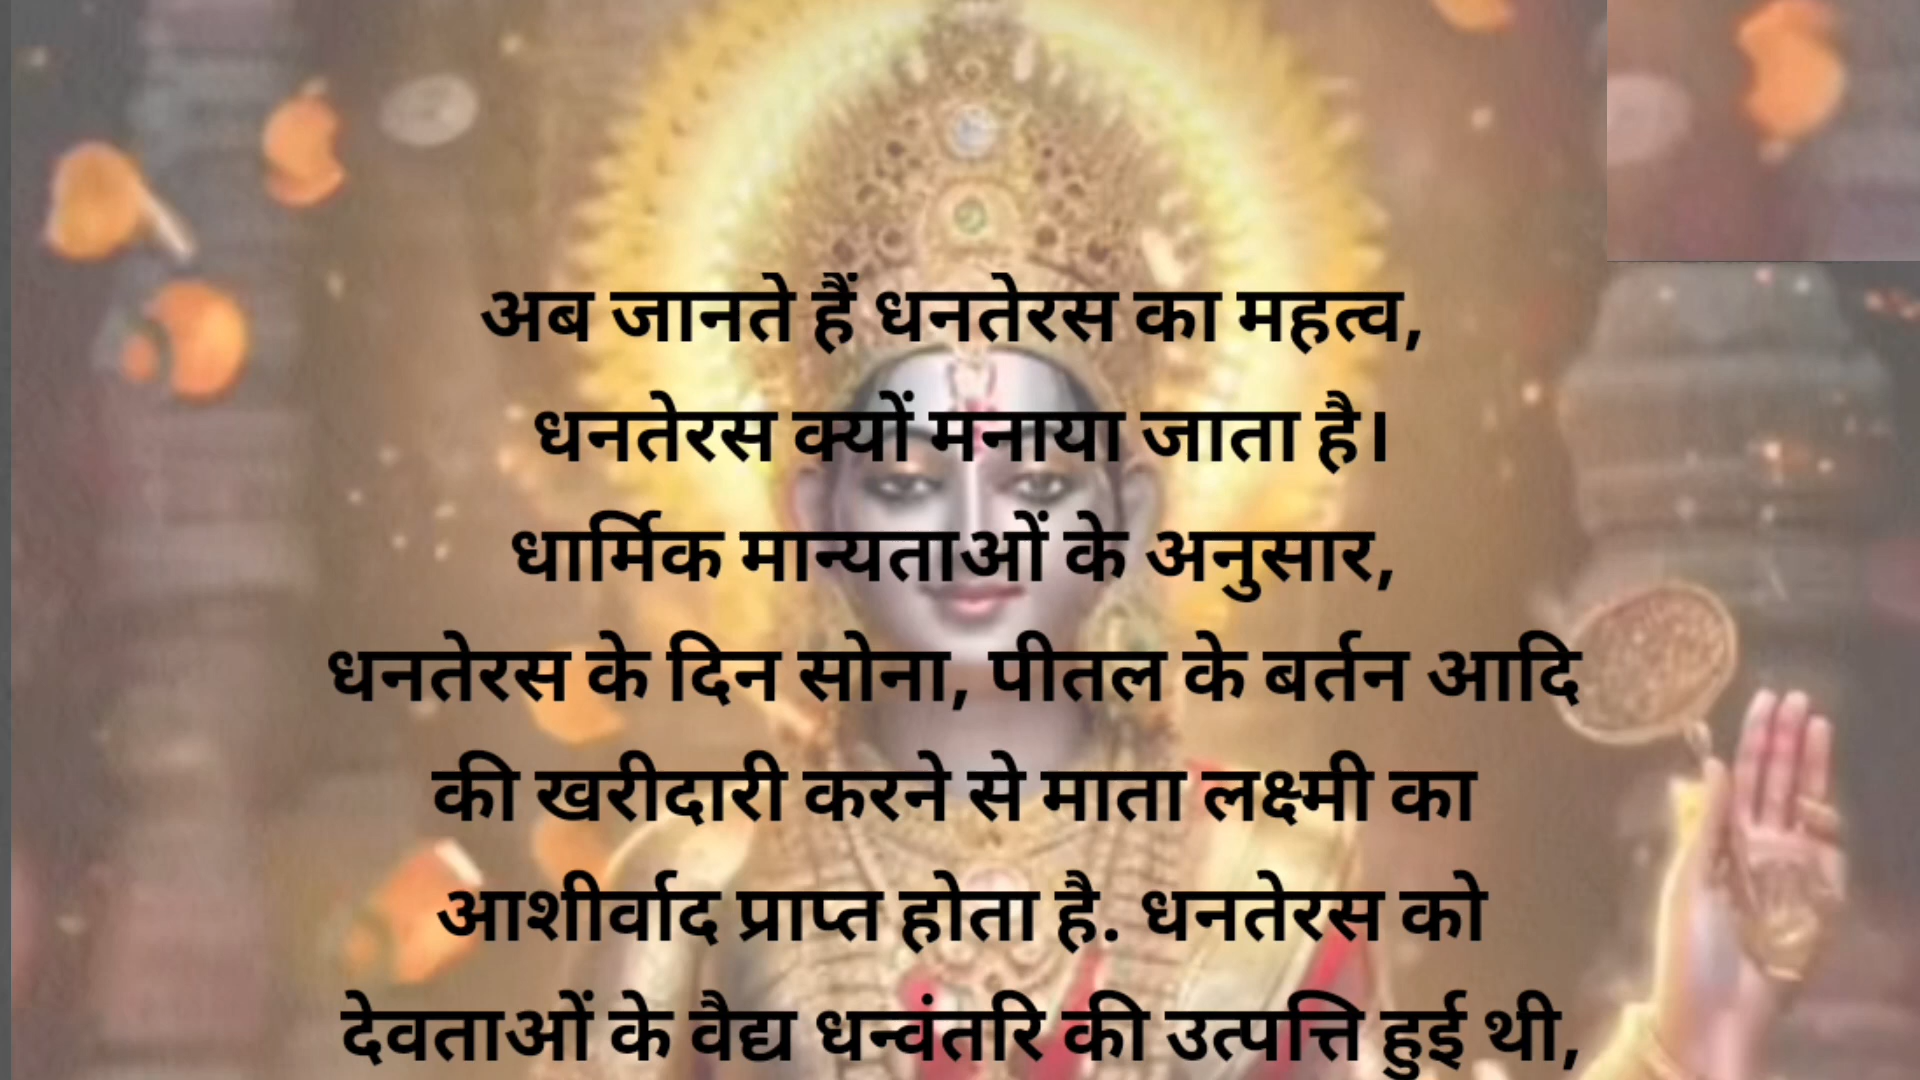 अब जानते हैं धनतेरस का महत्व,
धनतेरस क्यों मनाया जाता है।
धार्मिक मान्यताओं के अनुसार,
धनतेरस के दिन सोना, पीतल के बर्तन आदि
की खरीदारी करने से माता लक्ष्मी का
आशीर्वाद प्राप्त होता है. धनतेरस को
देवताओं के वैद्य धन्वंतरि की उत्पत्ति हुई थी,